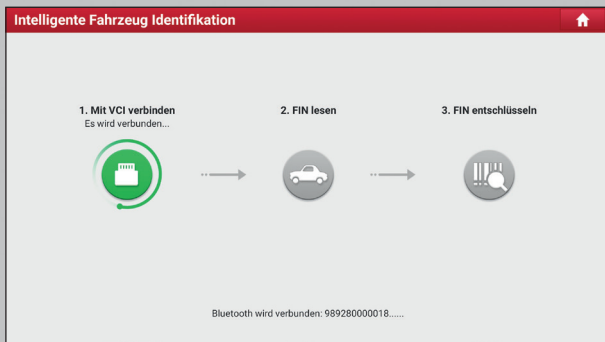 Intelligente Fahrzeug Identifikation
1. Mit VCI verbinden
Es wird verbunden...
2. FIN lesen
3. FIN entschlüsseln
Bluetooth wird verbunden: 989280000018......